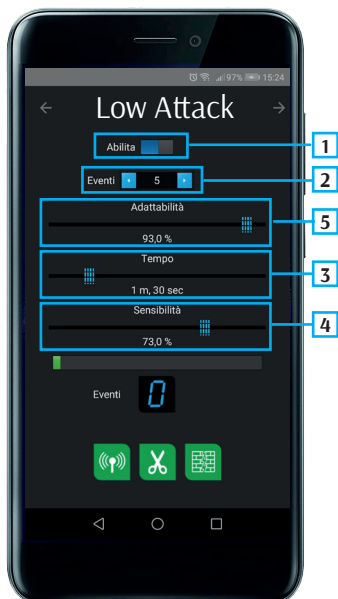 97% 15:24
Low Attack
Abilita
1
Eventi 5
2
Adattabilità
93,0 %
5
Tempo
1 m, 30 sec
3
Sensibilità
73,0 %
4
Eventi 0